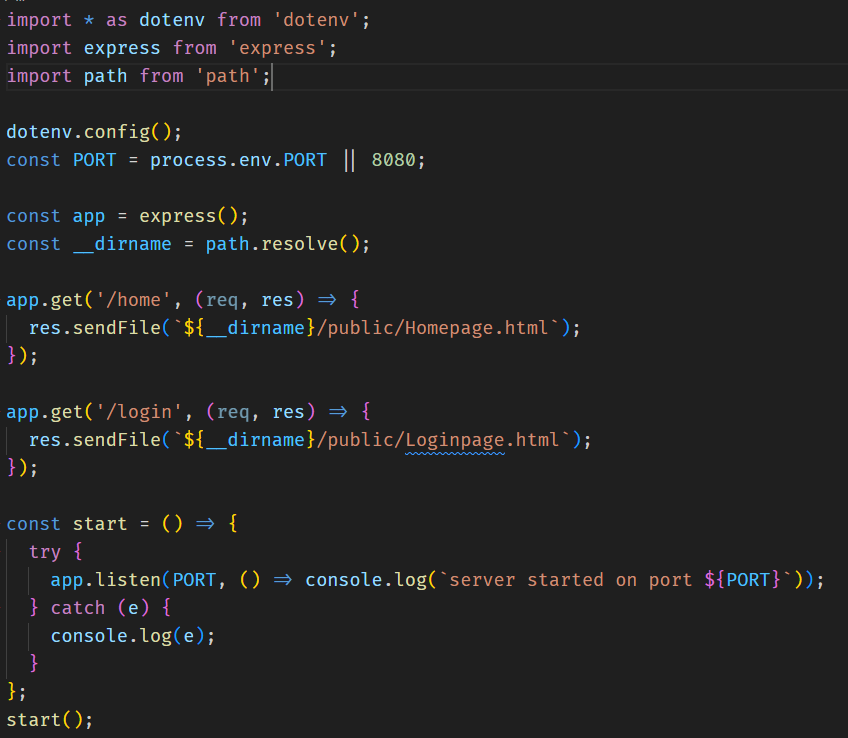 import * as dotenv from 'dotenv';
import express from 'express';
import path from 'path';
dotenv.config();
const PORT = process.env.PORT || 8080;
const app = express();
const __dirname = path.resolve();
app.get('/home', (req, res) => {
  res.sendFile(`${__dirname}/public/Homepage.html`);
});
app.get('/login', (req, res) => {
  res.sendFile(`${__dirname}/public/Loginpage.html`);
});
const start = () => {
  try {
    app.listen(PORT, () => console.log(`server started on port ${PORT}`));
  } catch (e) {
    console.log(e);
  }
};
start();